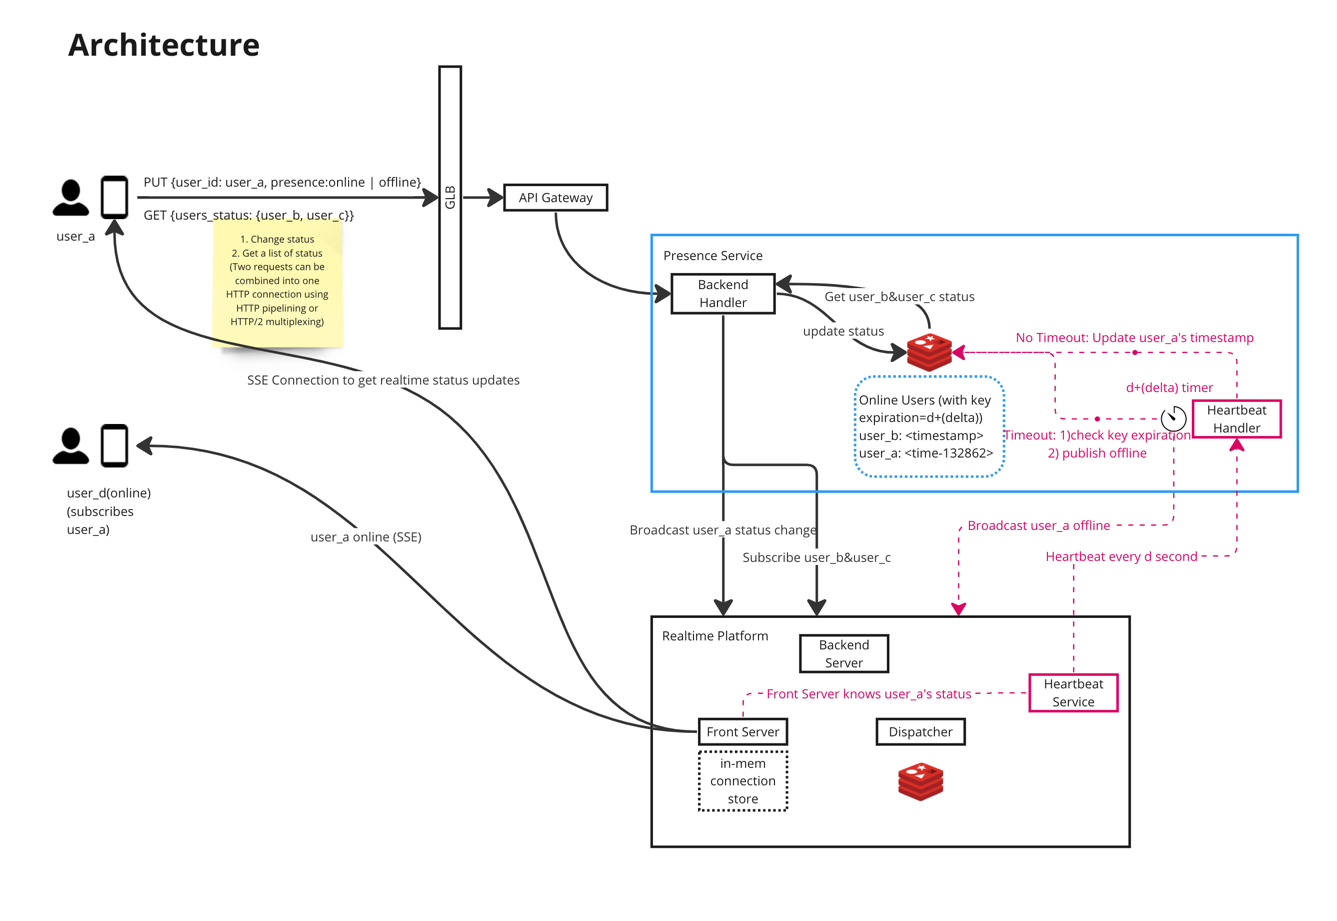 Architecture
PUT {user_id: user_a, presence:online | offline}
GET {users_status: {user_b, user_c}}
user_a
1. Change status
2. Get a list of status
(Two requests can be
combined into one
HTTP connection using
HTTP pipelining or
HTTP/2 multiplexing)
GLB
API Gateway
SSE Connection to get realtime status updates
user_d(online)
(subscribes
user_a)
user_a online (SSE)
Presence Service
Backend
Handler
Get user_b&user_c status
update status
No Timeout: Update user_a's timestamp
d+(delta) timer
Heartbeat
Handler
Online Users (with key
expiration=d+(delta))
user_b: <timestamp>
user_a: <time-132862>
Timeout: 1)check key expiration
2) publish offline
Broadcast user_a status change
Subscribe user_b&user_c
Broadcast user_a offline
Heartbeat every d second
Realtime Platform
Backend
Server
Heartbeat
Service
Front Server knows user_a's status
Front Server
Dispatcher
in-mem
connection
store